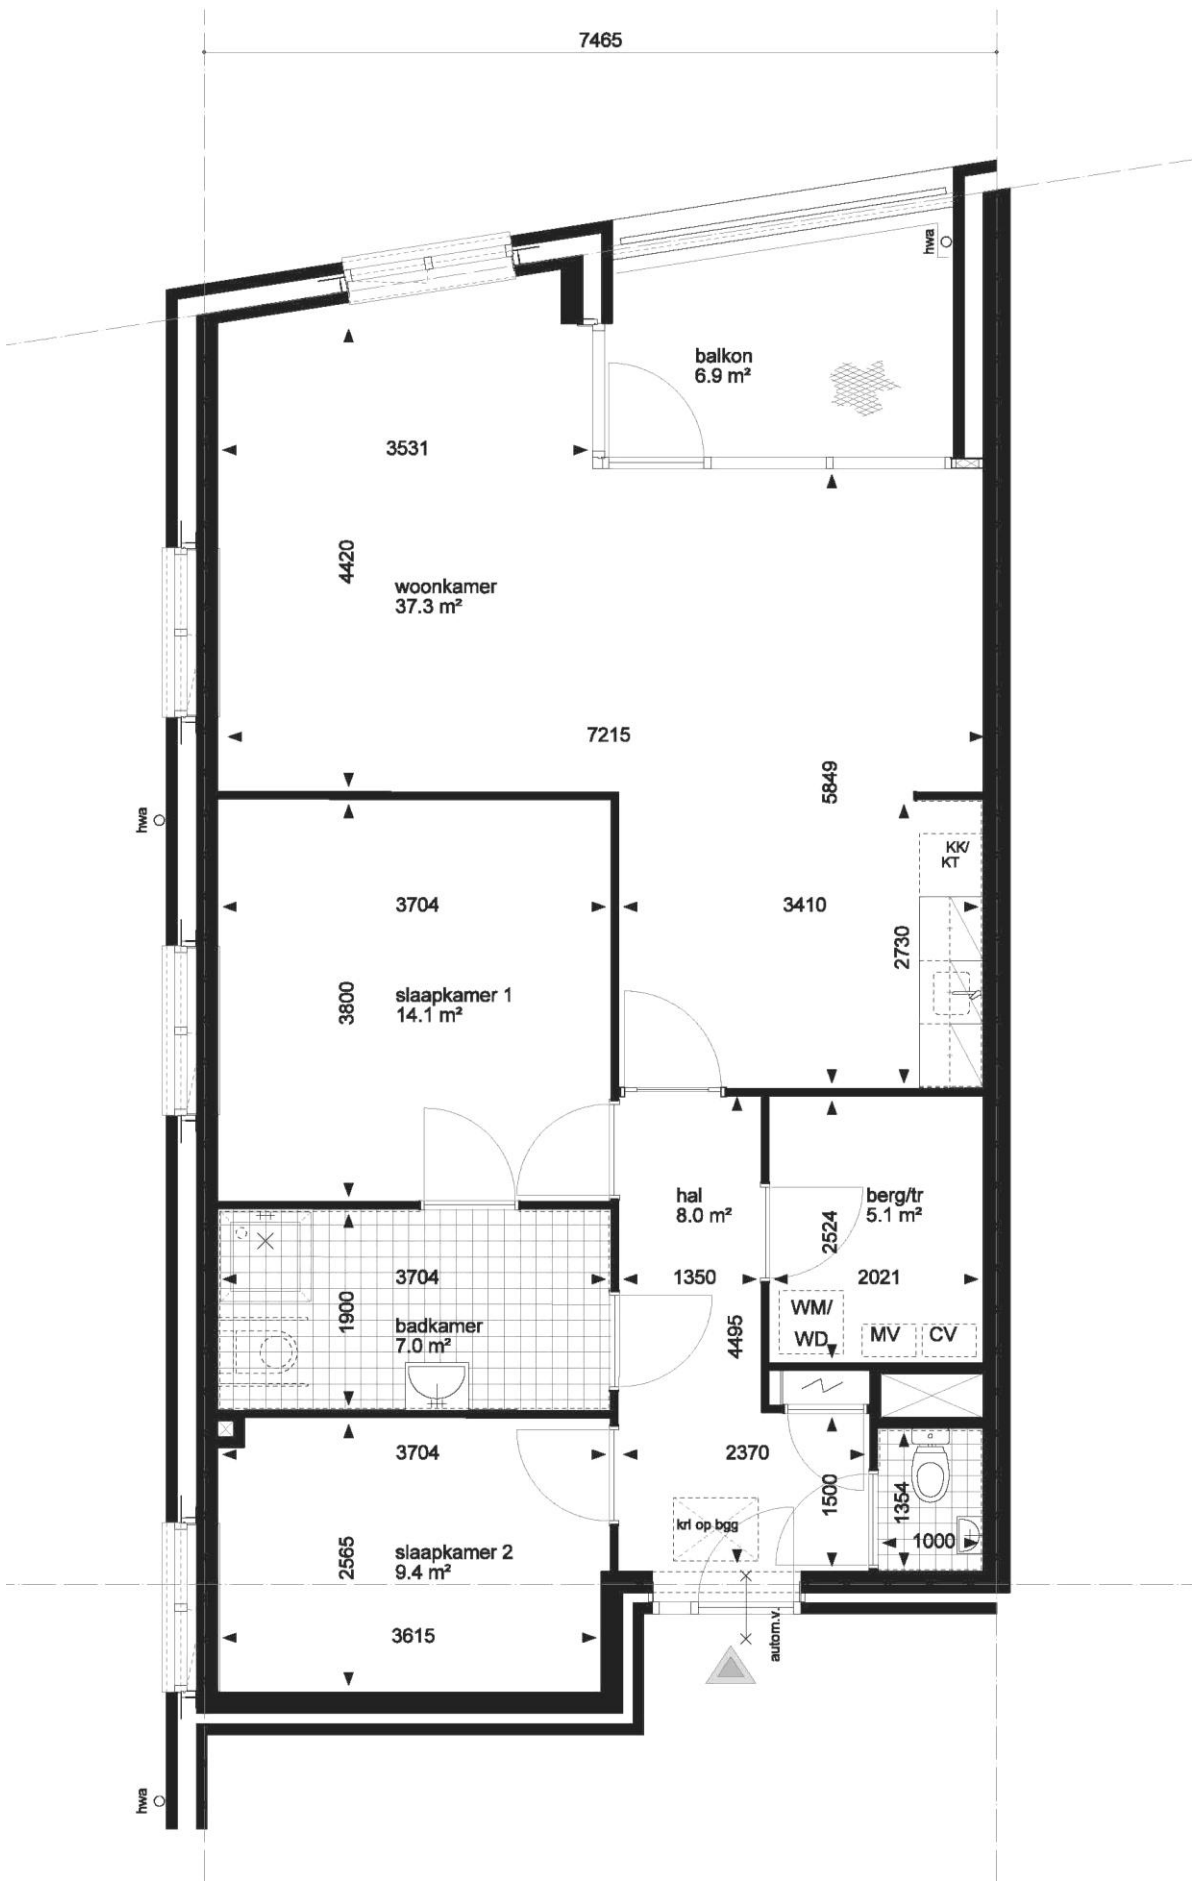 7465
hwa
balkon
6.9 m²
3531
4420
woonkamer
37.3 m²
7215
5849
hwa
KK/
KT
3704
3410
2730
3800
slaapkamer 1
14.1 m²
hal
8.0 m²
berg/tr
5.1 m²
2524
3704
1350
2021
1900
badkamer
7.0 m²
4495
WM/
WD
MV
CV
3704
2370
1500
1354
1000
krl op bgg
2565
slaapkamer 2
9.4 m²
3615
autom.v.
hwa